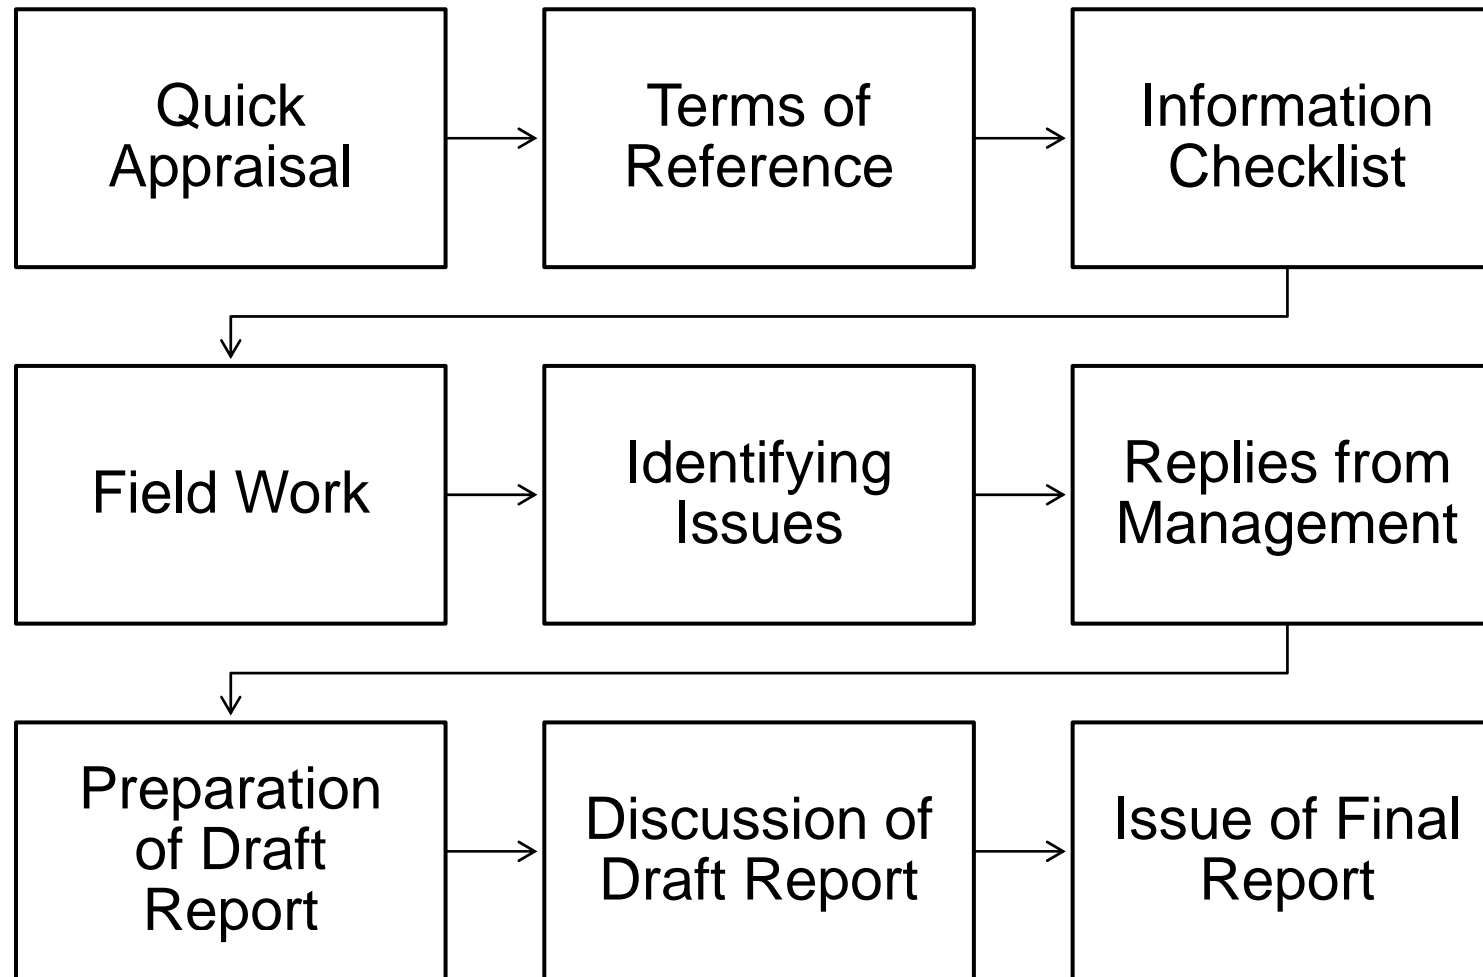 Quick
Appraisal
Terms of
Reference
Information
Checklist
Field Work
Identifying
Issues
Replies from
Management
Preparation
of Draft
Report
Discussion of
Draft Report
Issue of Final
Report